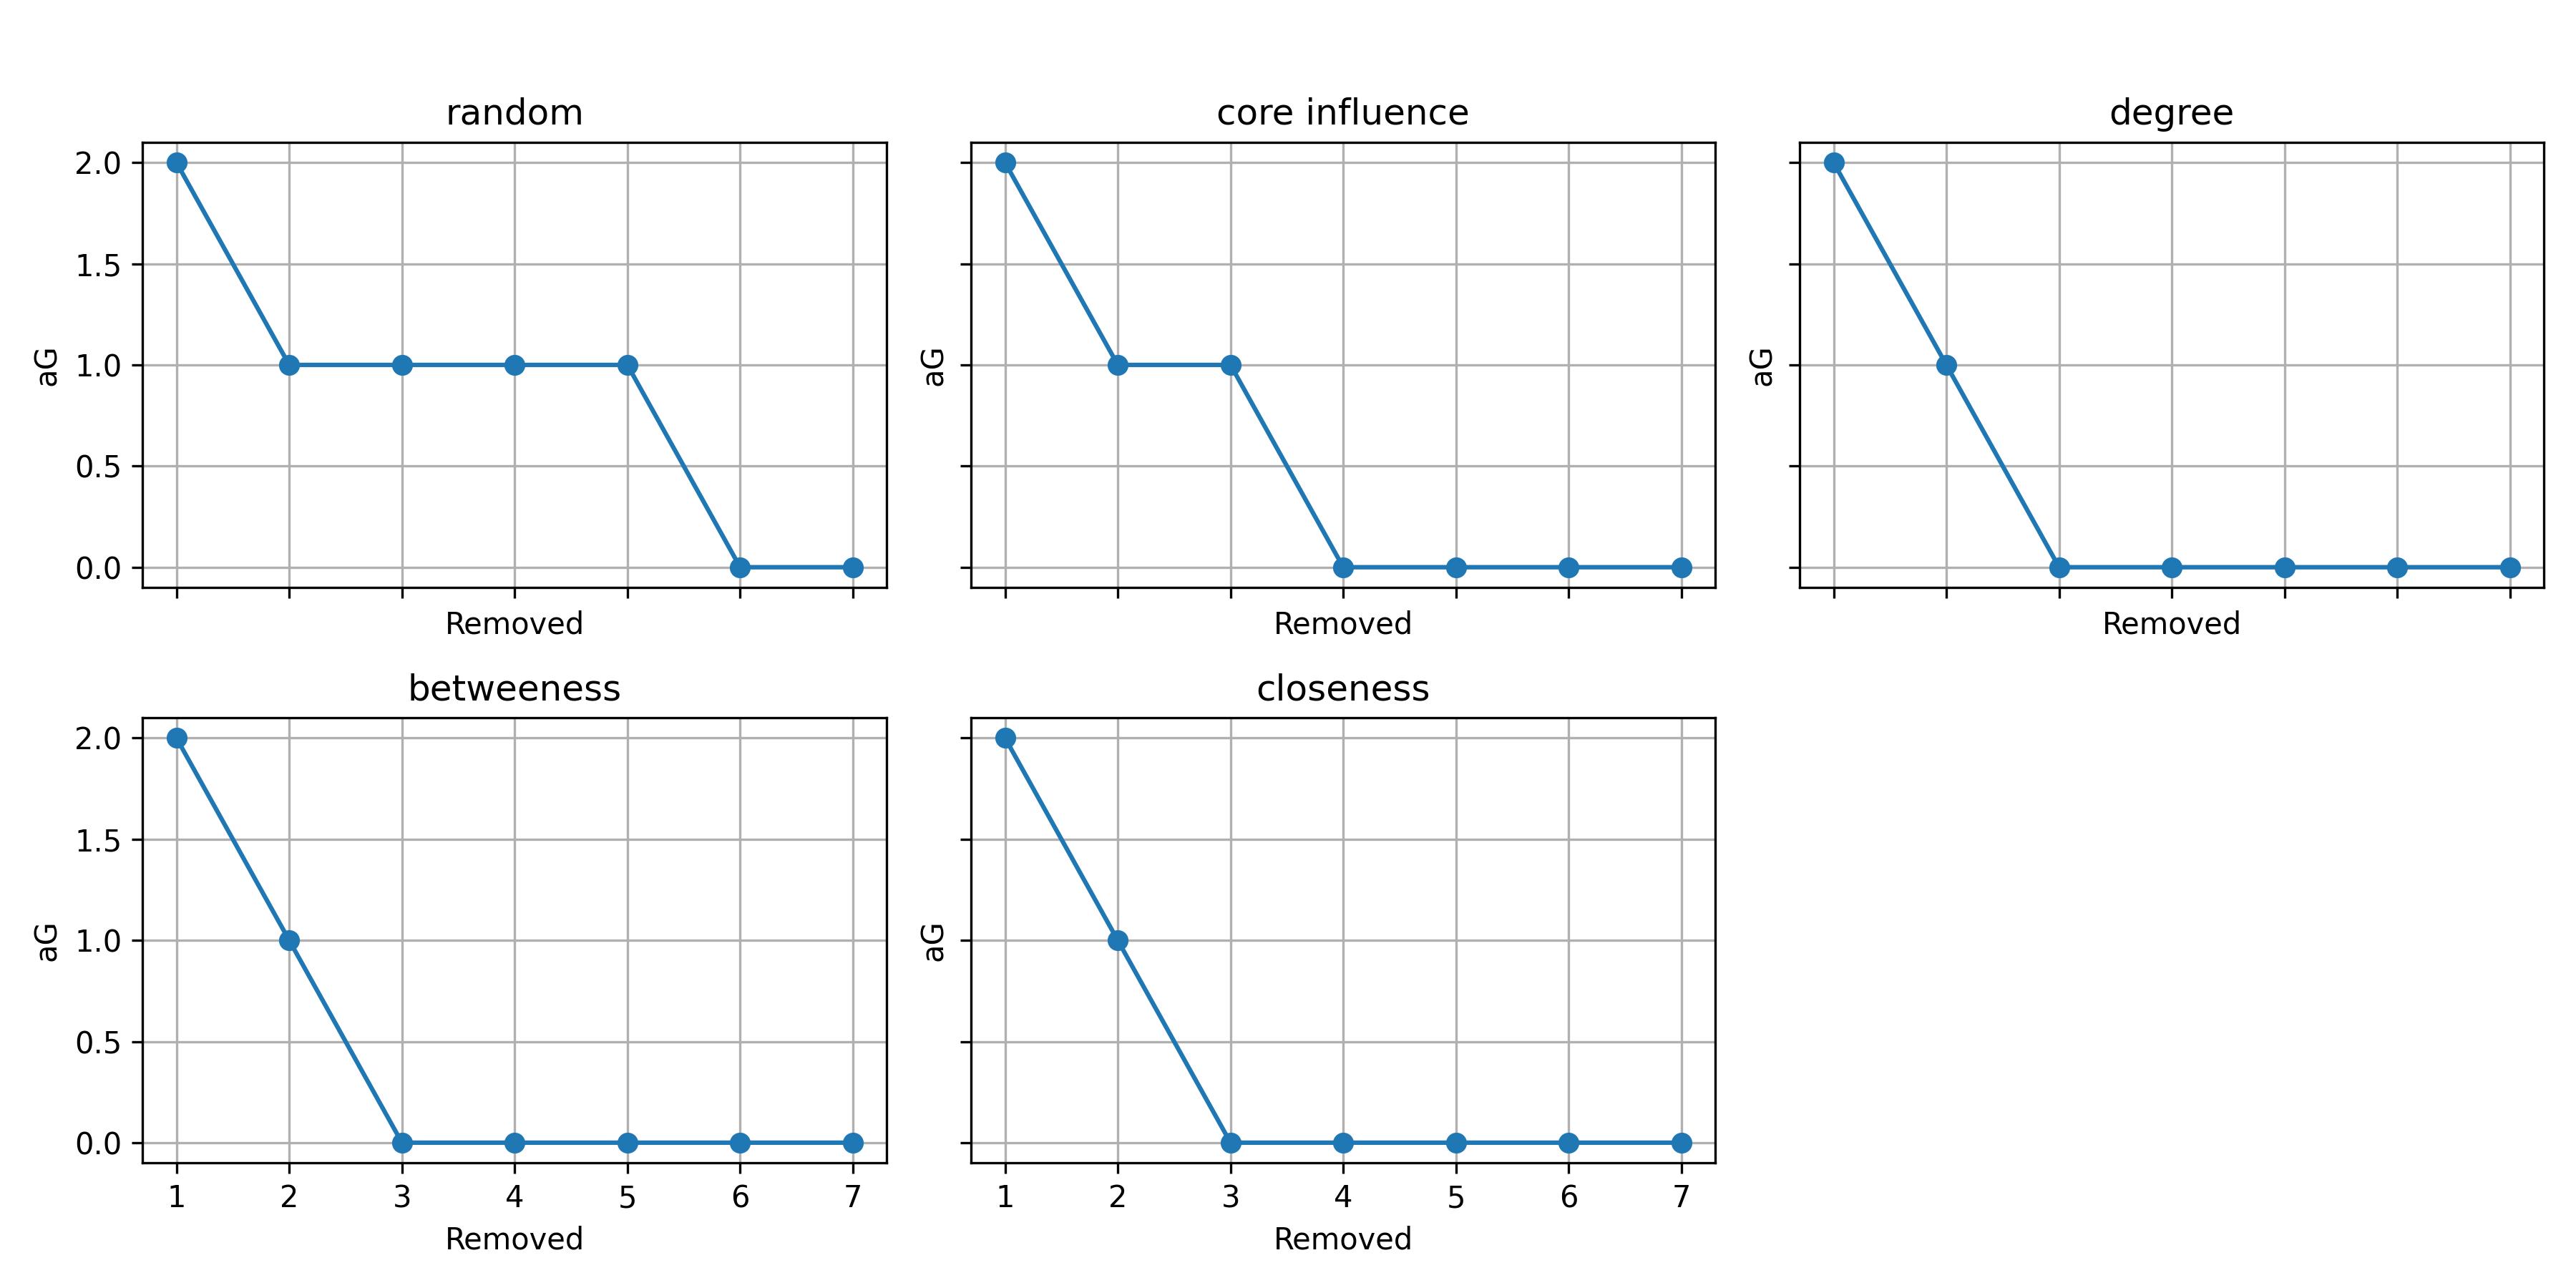 random
core influence
degree
2.0
1.5
1.0
0.5
0.0
aG
aG
aG
Removed
Removed
Removed
betweeness
closeness
2.0
1.5
1.0
0.5
0.0
aG
aG
1 2 3 4 5 6 7
1 2 3 4 5 6 7
Removed
Removed